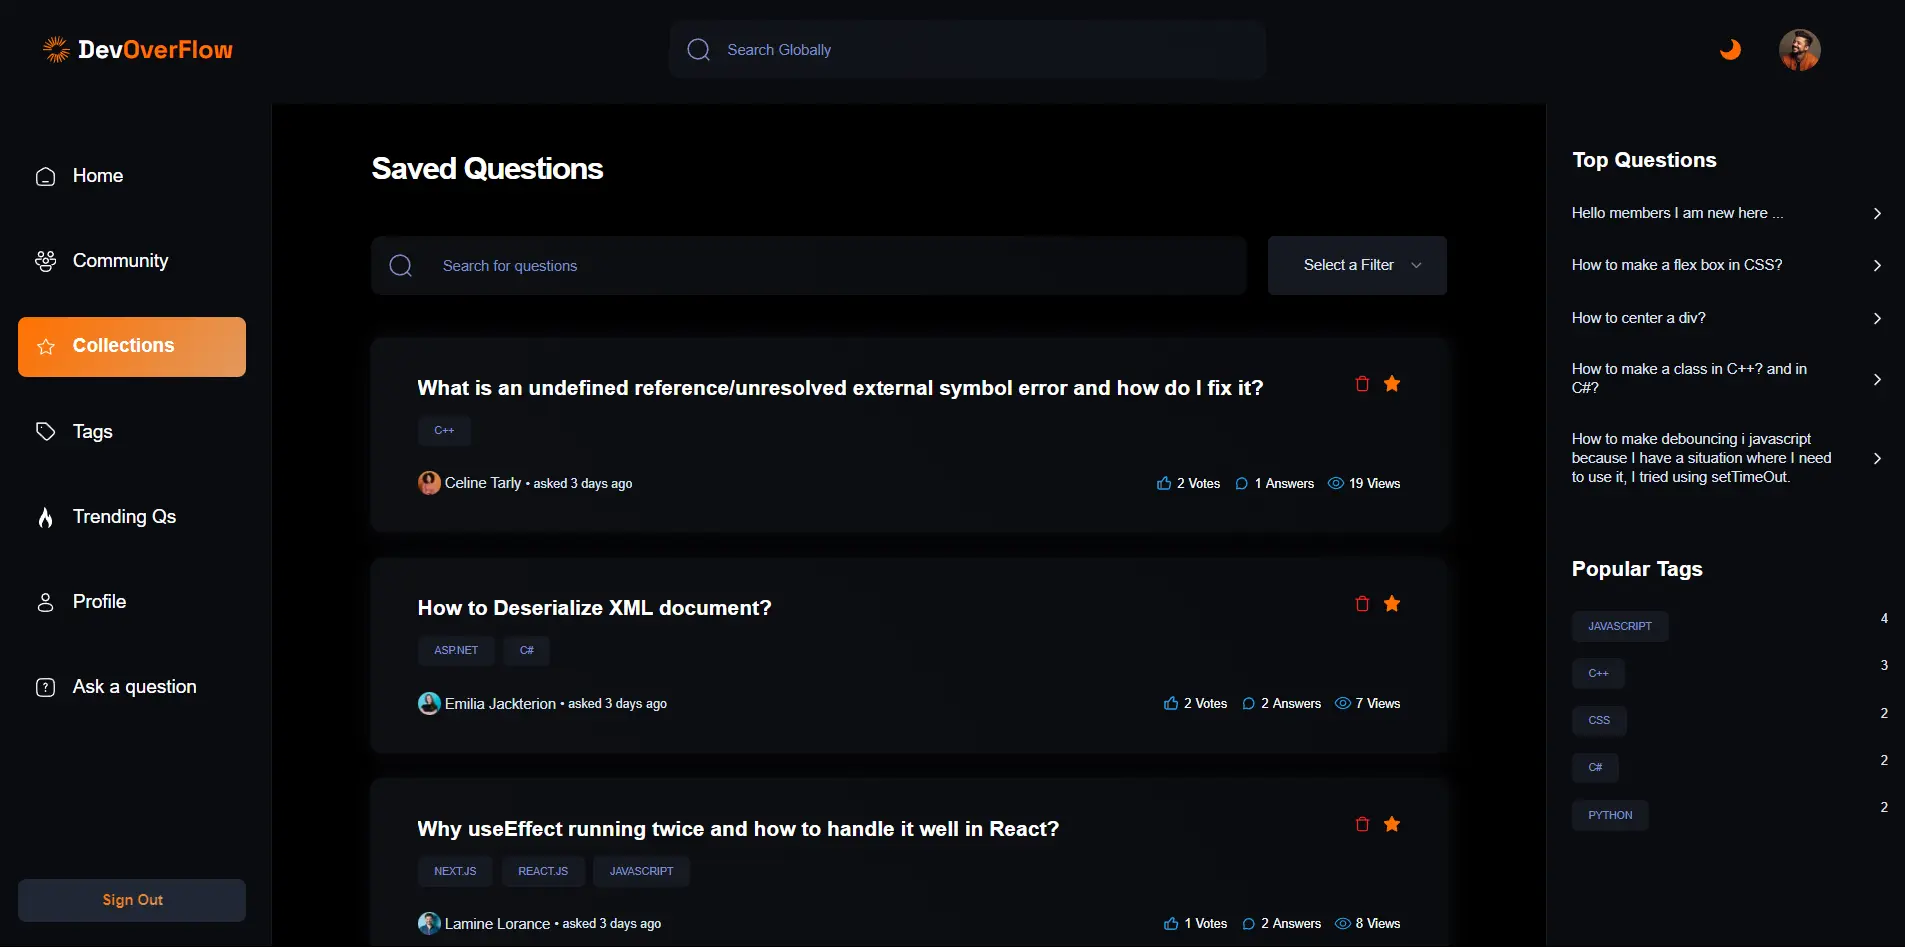 DevOverFlow
Search Globally
Home
Community
Collections
Tags
Trending Qs
Profile
Ask a question
Sign Out
Saved Questions
Search for questions
Select a Filter
What is an undefined reference/unresolved external symbol error and how do I fix it?
C++
Celine Tarly • asked 3 days ago
2 Votes 1 Answers 19 Views
How to Deserialize XML document?
ASP.NET C#
Emilia Jackterion • asked 3 days ago
2 Votes 2 Answers 7 Views
Why useEffect running twice and how to handle it well in React?
NEXT.JS REACT.JS JAVASCRIPT
Lamine Lorance • asked 3 days ago
1 Votes 2 Answers 8 Views
Top Questions
Hello members I am new here ...
How to make a flex box in CSS?
How to center a div?
How to make a class in C++? and in
C#?
How to make debouncing i javascript
because I have a situation where I need
to use it, I tried using setTimeOut.
Popular Tags
JAVASCRIPT 4
C++ 3
CSS 2
C# 2
PYTHON 2